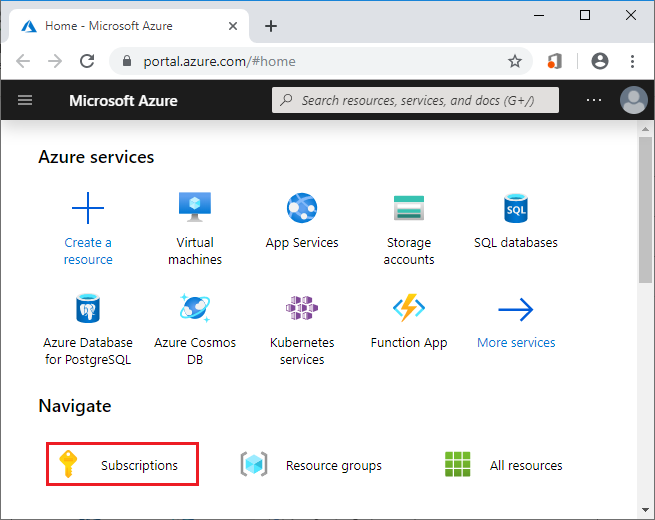 Home - Microsoft Azure
portal.azure.com/#home
Microsoft Azure
Search resources, services, and docs (G+/)
Azure services
Create a
resource
Virtual
machines
App Services
Storage
accounts
SQL
SQL databases
Azure Database
for PostgreSQL
Azure Cosmos
DB
Kubernetes
services
Function App
More services
Navigate
Subscriptions
Resource groups
All resources